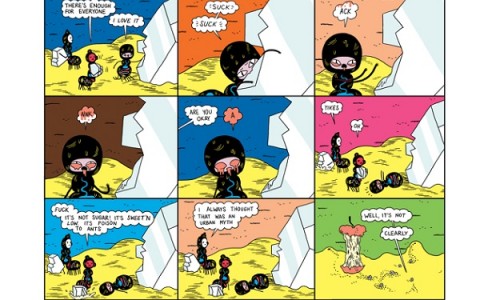 THERE'S ENOUGH
FOR EVERYONE
I LOVE IT
SUCK
SUCK
ACK
ARE YOU
OKAY
A
YIKES
OK
FUCK
IT'S NOT SUGAR! IT'S SWEET'N
LOW. IT'S POISON
TO ANTS
I ALWAYS THOUGHT
THAT WAS AN
URBAN MYTH
WELL, IT'S NOT
CLEARLY